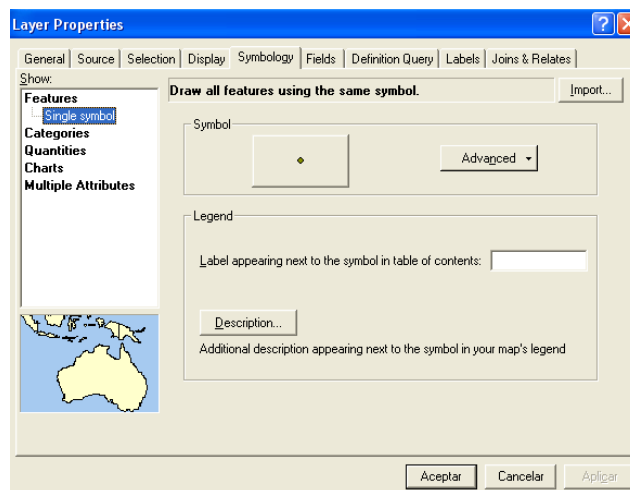 Layer Properties
General Source Selection Display Symbology Fields Definition Query Labels Joins & Relates
Show:
Features
Single symbol
Categories
Quantities
Charts
Multiple Attributes
Draw all features using the same symbol.
Import...
Symbol
Advanced
Legend
Label appearing next to the symbol in table of contents:
Description...
Additional description appearing next to the symbol in your map's legend
Aceptar Cancelar Aplicar